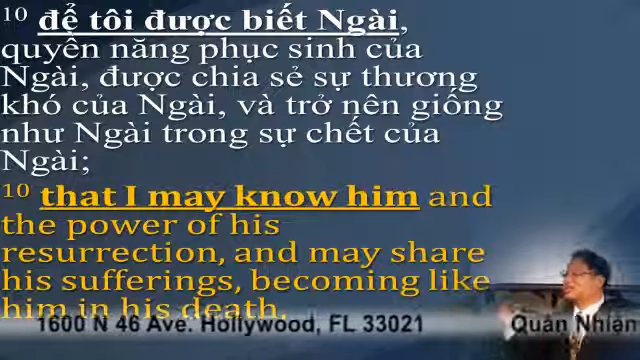 10 để tôi được biết Ngài,
quyền năng phục sinh của
Ngài, được chia sẻ sự thương
khó của Ngài, và trở nên giống
như Ngài trong sự chết của
Ngài;
10 that I may know him and
the power of his
resurrection, and may share
his sufferings, becoming like
him in his death.
1600 N 46 Ave. Hollywood, FL 33021
Quản Nhiệm